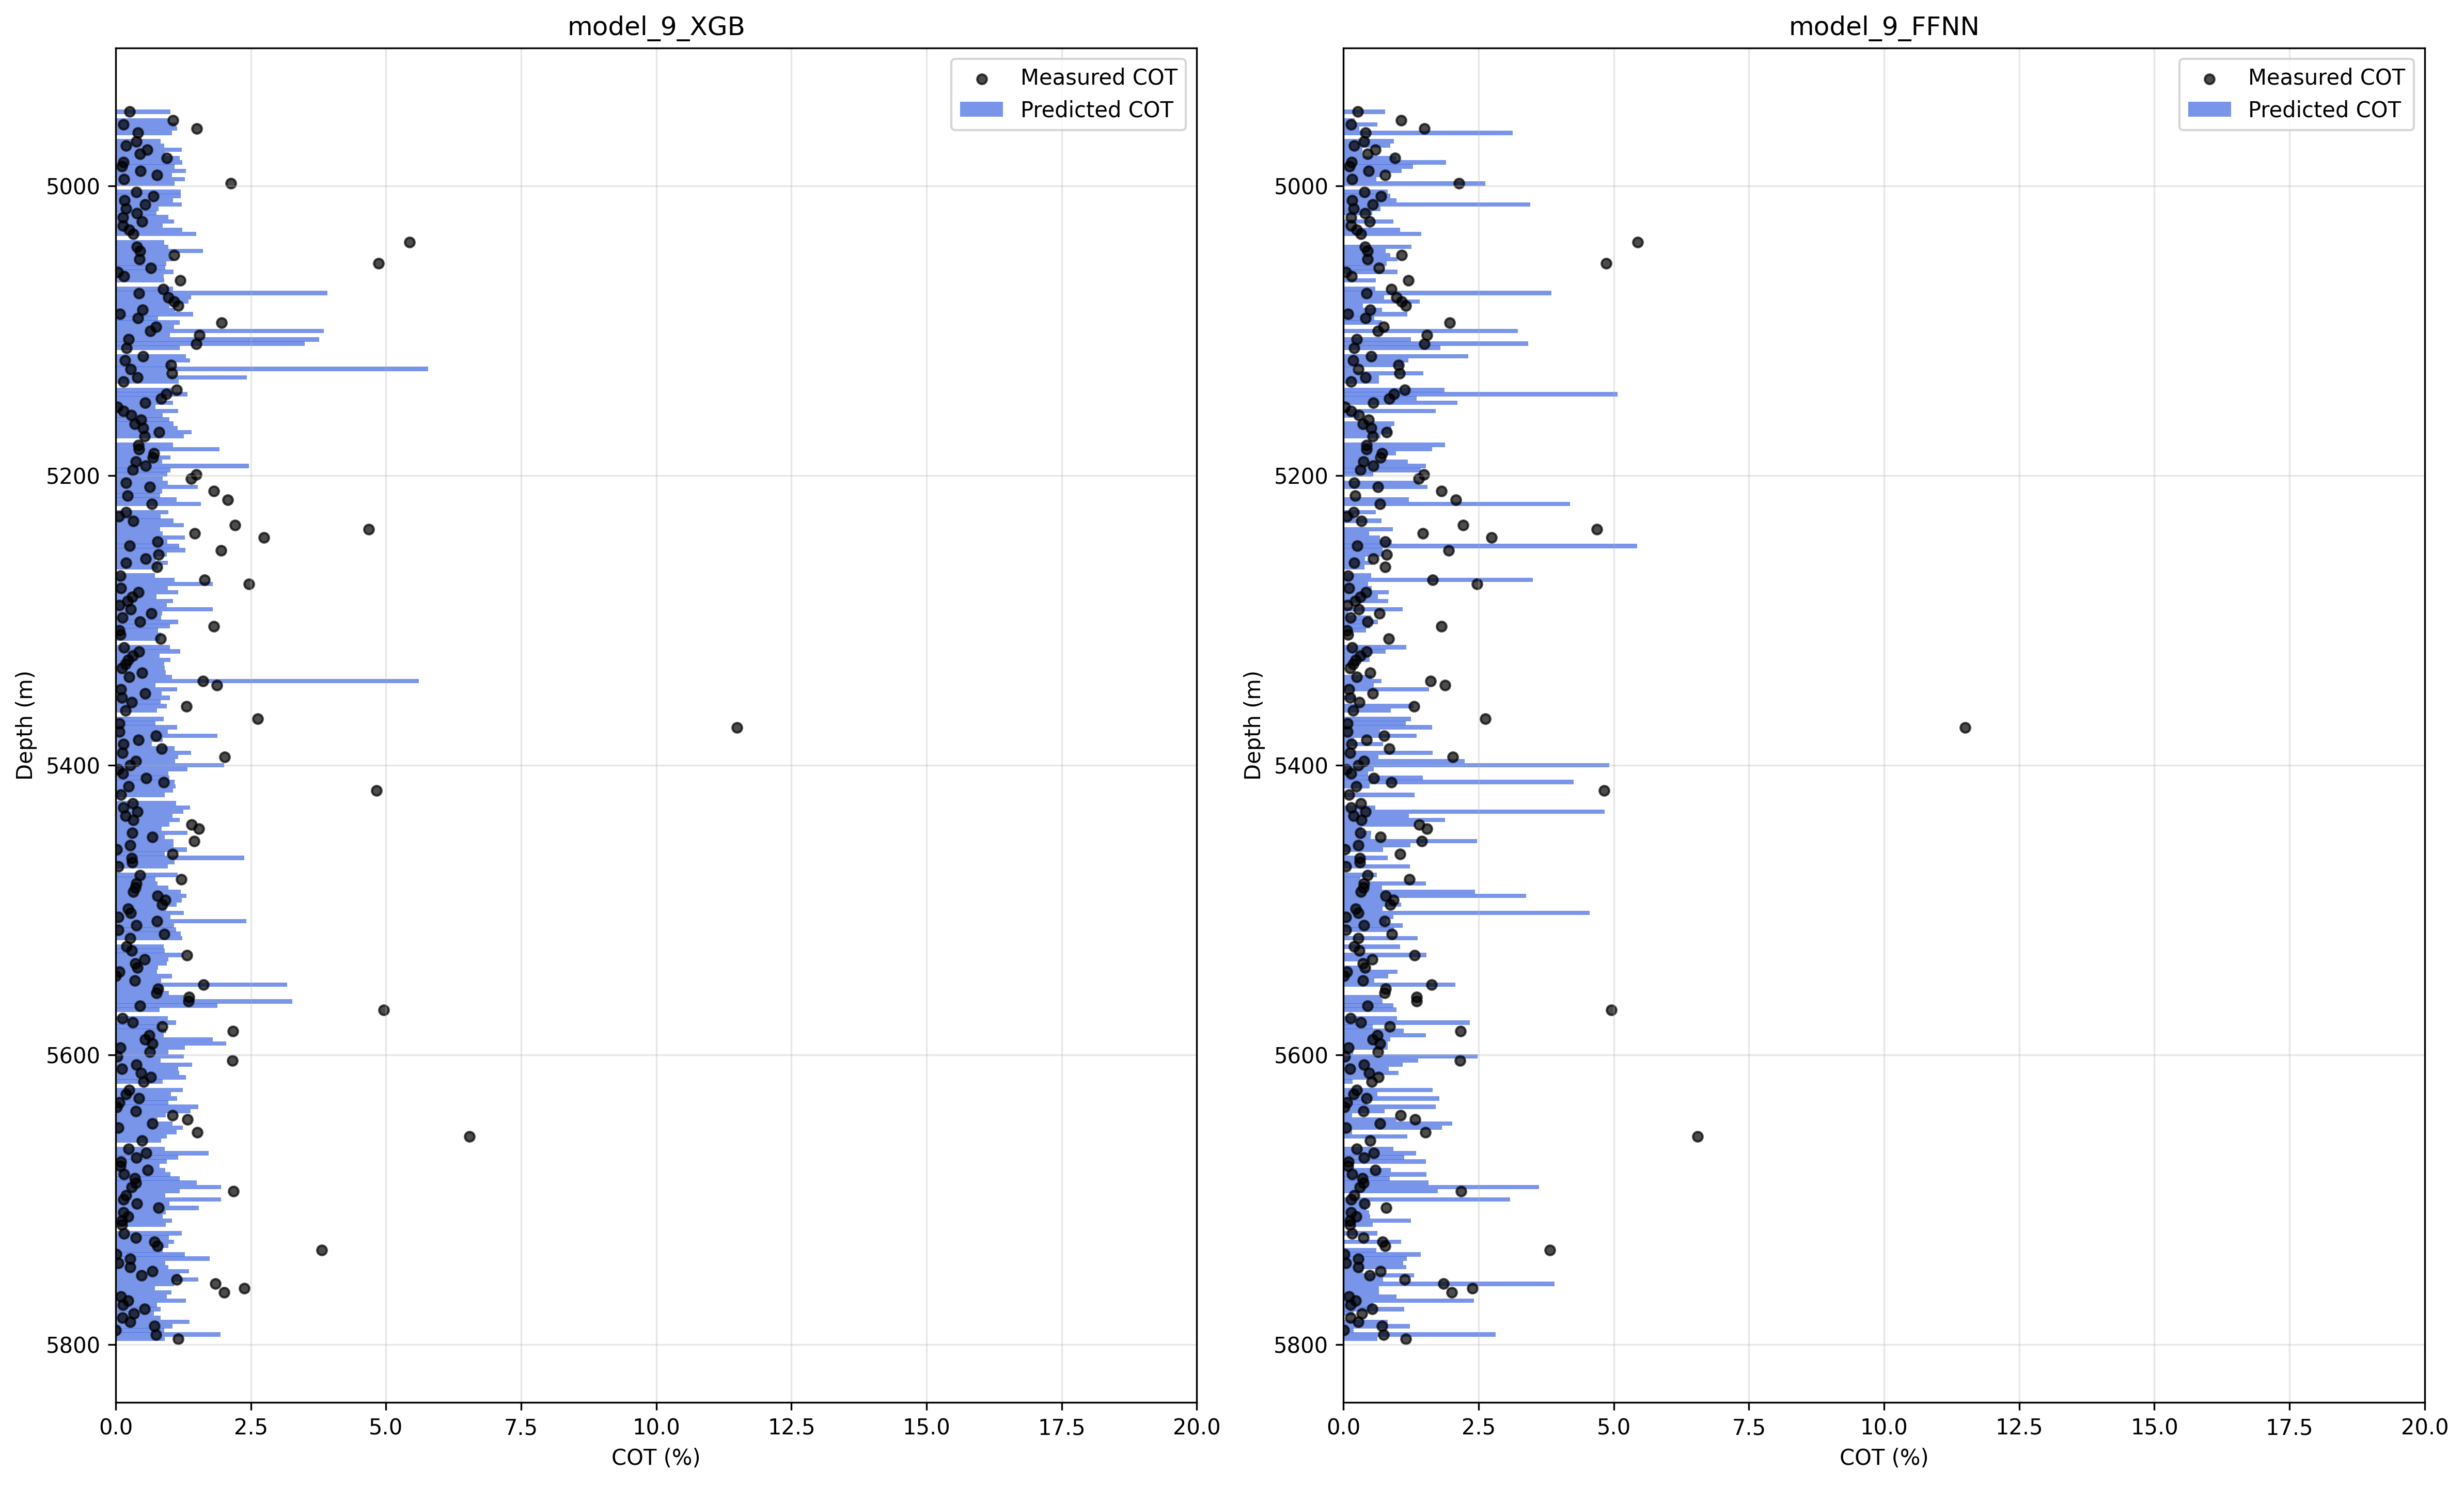 model_9_XGB
Measured COT
Predicted COT
5000
5200
5400
5600
5800
Depth (m)
0.0 2.5 5.0 7.5 10.0 12.5 15.0 17.5 20.0
COT (%)
model_9_FFNN
Measured COT
Predicted COT
5000
5200
5400
5600
5800
Depth (m)
0.0 2.5 5.0 7.5 10.0 12.5 15.0 17.5 20.0
COT (%)